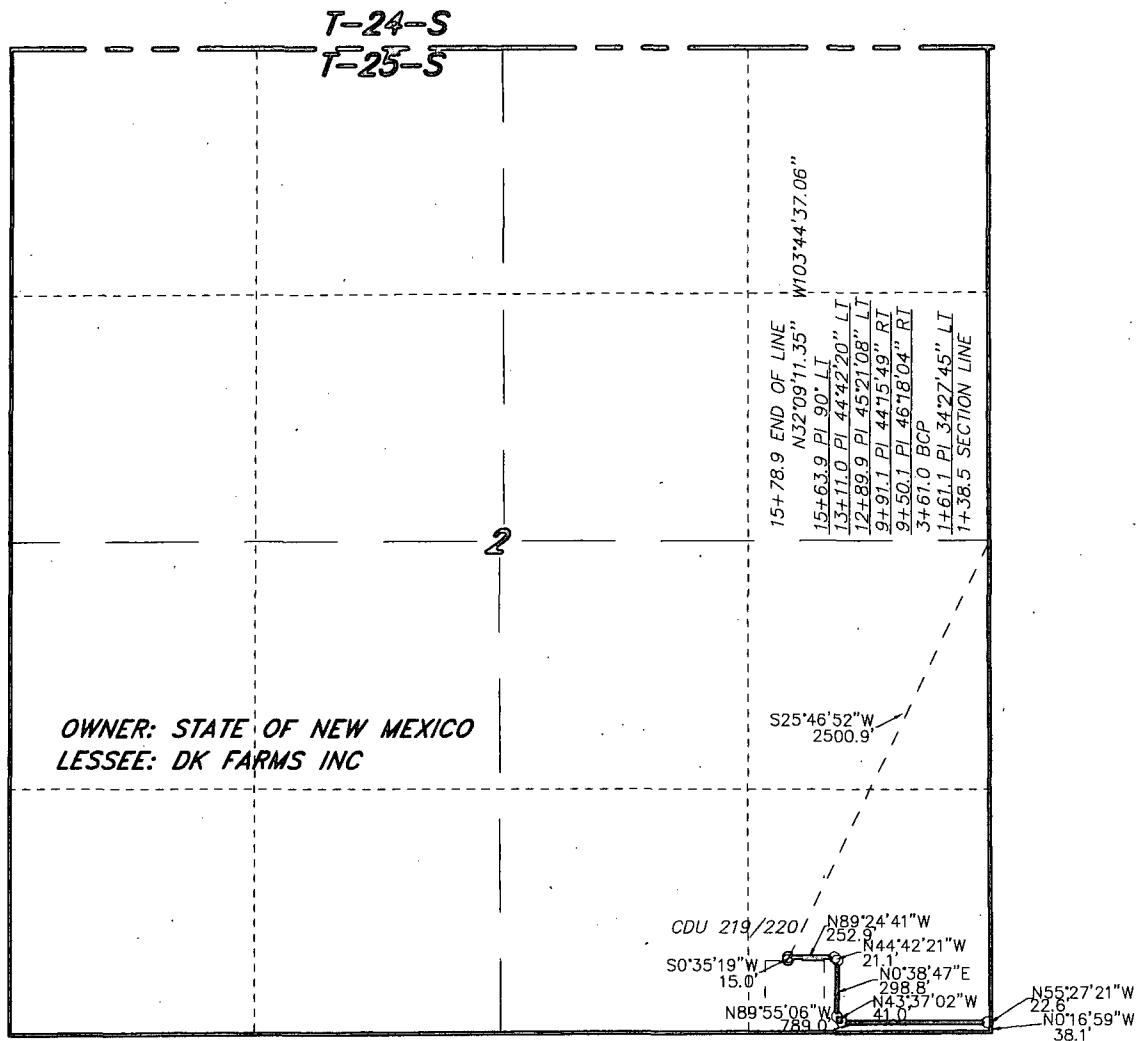 T-24-S
T-25-S
15+78.9 END OF LINE
N32°09'11.35" W103°44'37.06"
15+63.9 PI 90° LT
13+11.0 PI 44°42'20" LT
12+89.9 PI 45°21'08" LT
9+91.1 PI 44°15'49" RT
9+50.1 PI 46°18'04" RT
3+61.0 BCP
1+61.1 PI 34°27'45" LT
1+38.5 SECTION LINE
2
OWNER: STATE OF NEW MEXICO
LESSEE: DK FARMS INC
S25°46'52"W
2500.9'
CDU 219/220
N89°24'41"W
252.9'
N44°42'21"W
21.1'
S0°35'19"W
15.0'
N0°38'47"E
298.8'
N43°37'02"W
41.0'
N89°55'06"W
789.0'
N55°27'21"W
22.6'
N0°16'59"W
38.1'